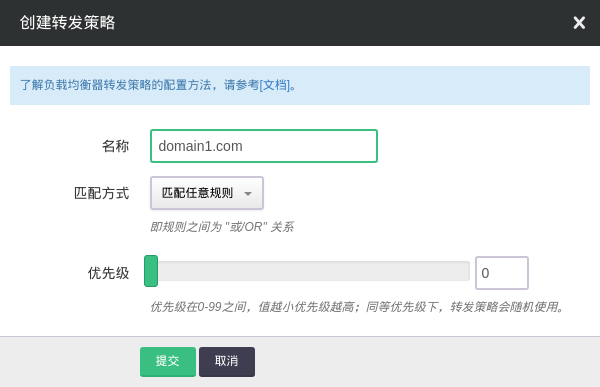 创建转发策略
了解负载均衡器转发策略的配置方法，请参考[文档]。
名称
domain1.com
匹配方式
匹配任意规则
即规则之间为 "或/OR" 关系
优先级
0
优先级在0-99之间，值越小优先级越高；同等优先级下，转发策略会随机使用。
提交 取消